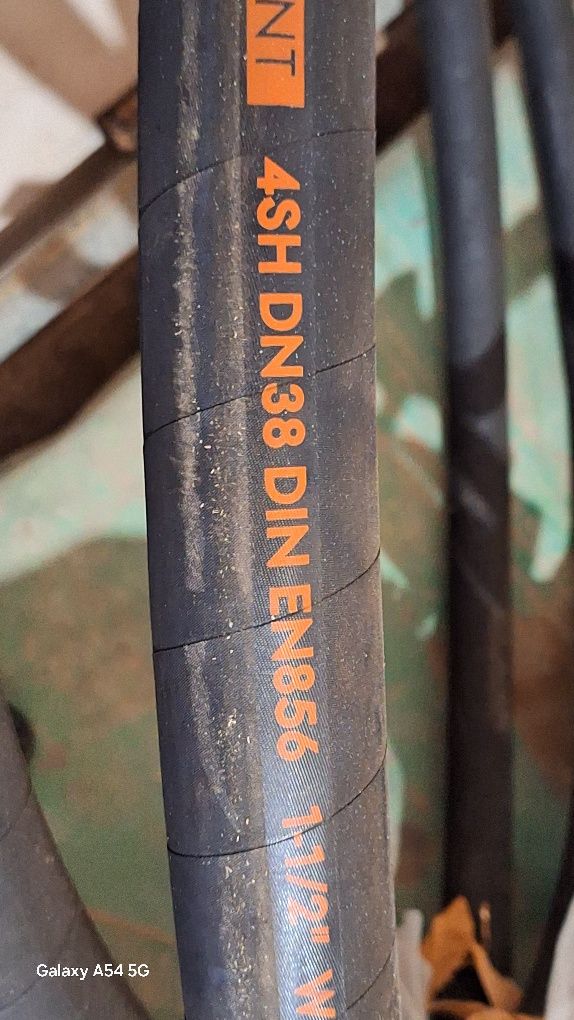 NT
4SH DN38 DIN EN856 1-1/2" W
Galaxy A54 5G